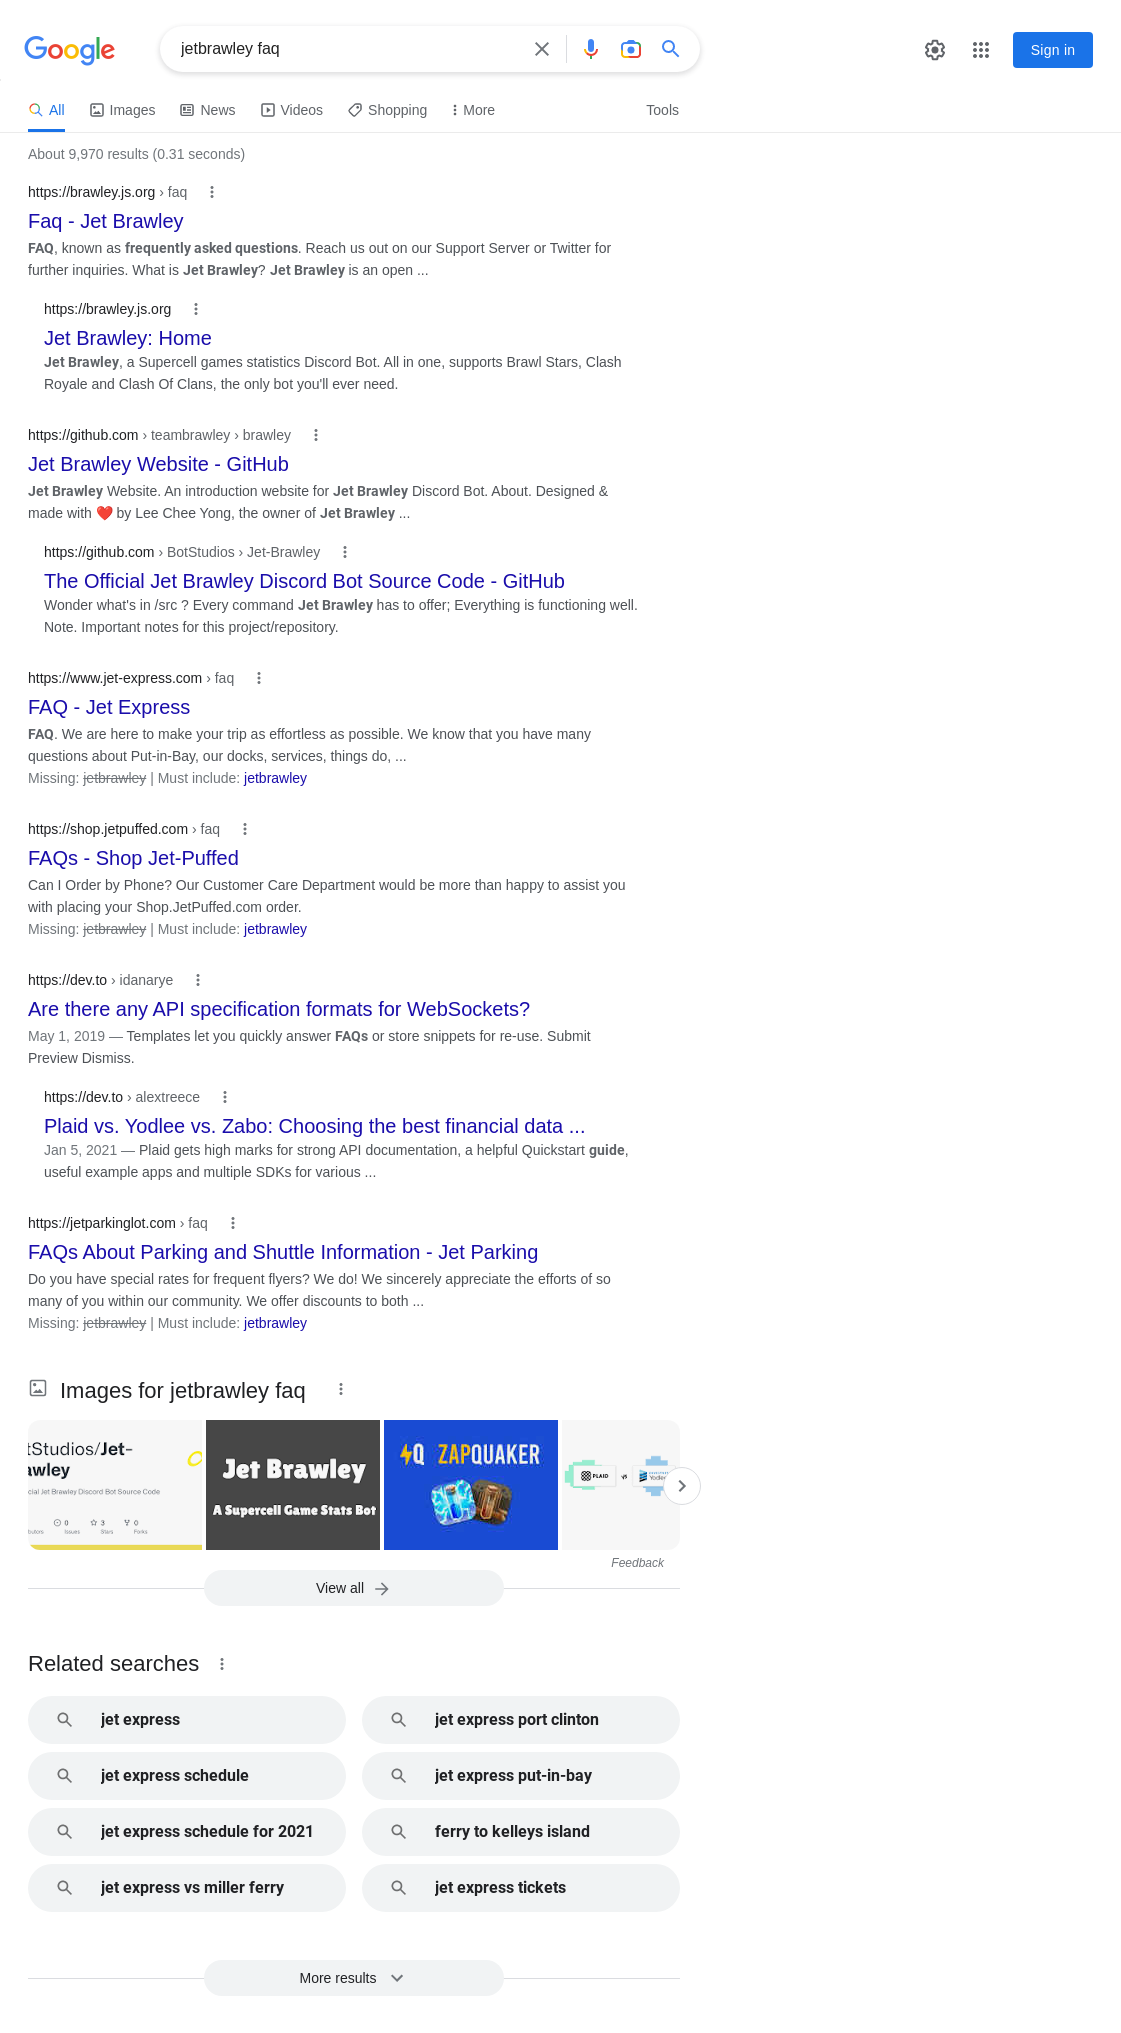 Google
jetbrawley faq
Sign in
All
Images
News
Videos
Shopping
More
Tools
About 9,970 results (0.31 seconds)
https://brawley.js.org › faq
Faq - Jet Brawley
FAQ, known as frequently asked questions. Reach us out on our Support Server or Twitter for
further inquiries. What is Jet Brawley? Jet Brawley is an open ...
https://brawley.js.org
Jet Brawley: Home
Jet Brawley, a Supercell games statistics Discord Bot. All in one, supports Brawl Stars, Clash
Royale and Clash Of Clans, the only bot you'll ever need.
https://github.com › teambrawley › brawley
Jet Brawley Website - GitHub
Jet Brawley Website. An introduction website for Jet Brawley Discord Bot. About. Designed &
made with ❤️ by Lee Chee Yong, the owner of Jet Brawley ...
https://github.com › BotStudios › Jet-Brawley
The Official Jet Brawley Discord Bot Source Code - GitHub
Wonder what's in /src ? Every command Jet Brawley has to offer; Everything is functioning well.
Note. Important notes for this project/repository.
https://www.jet-express.com › faq
FAQ - Jet Express
FAQ. We are here to make your trip as effortless as possible. We know that you have many
questions about Put-in-Bay, our docks, services, things do, ...
Missing: jetbrawley | Must include: jetbrawley
https://shop.jetpuffed.com › faq
FAQs - Shop Jet-Puffed
Can I Order by Phone? Our Customer Care Department would be more than happy to assist you
with placing your Shop.JetPuffed.com order.
Missing: jetbrawley | Must include: jetbrawley
https://dev.to › idanarye
Are there any API specification formats for WebSockets?
May 1, 2019 — Templates let you quickly answer FAQs or store snippets for re-use. Submit
Preview Dismiss.
https://dev.to › alextreece
Plaid vs. Yodlee vs. Zabo: Choosing the best financial data ...
Jan 5, 2021 — Plaid gets high marks for strong API documentation, a helpful Quickstart guide,
useful example apps and multiple SDKs for various ...
https://jetparkinglot.com › faq
FAQs About Parking and Shuttle Information - Jet Parking
Do you have special rates for frequent flyers? We do! We sincerely appreciate the efforts of so
many of you within our community. We offer discounts to both ...
Missing: jetbrawley | Must include: jetbrawley
Images for jetbrawley faq
tStudios/Jet-
awley
cial Jet Brawley Discord Bot Source Code
0 3 0
Issues Stars Forks
Jet Brawley
A Supercell Game Stats Bot
Q ZAPQUAKER
PLAID vs Yodlee
Feedback
View all
Related searches
jet express
jet express port clinton
jet express schedule
jet express put-in-bay
jet express schedule for 2021
ferry to kelleys island
jet express vs miller ferry
jet express tickets
More results